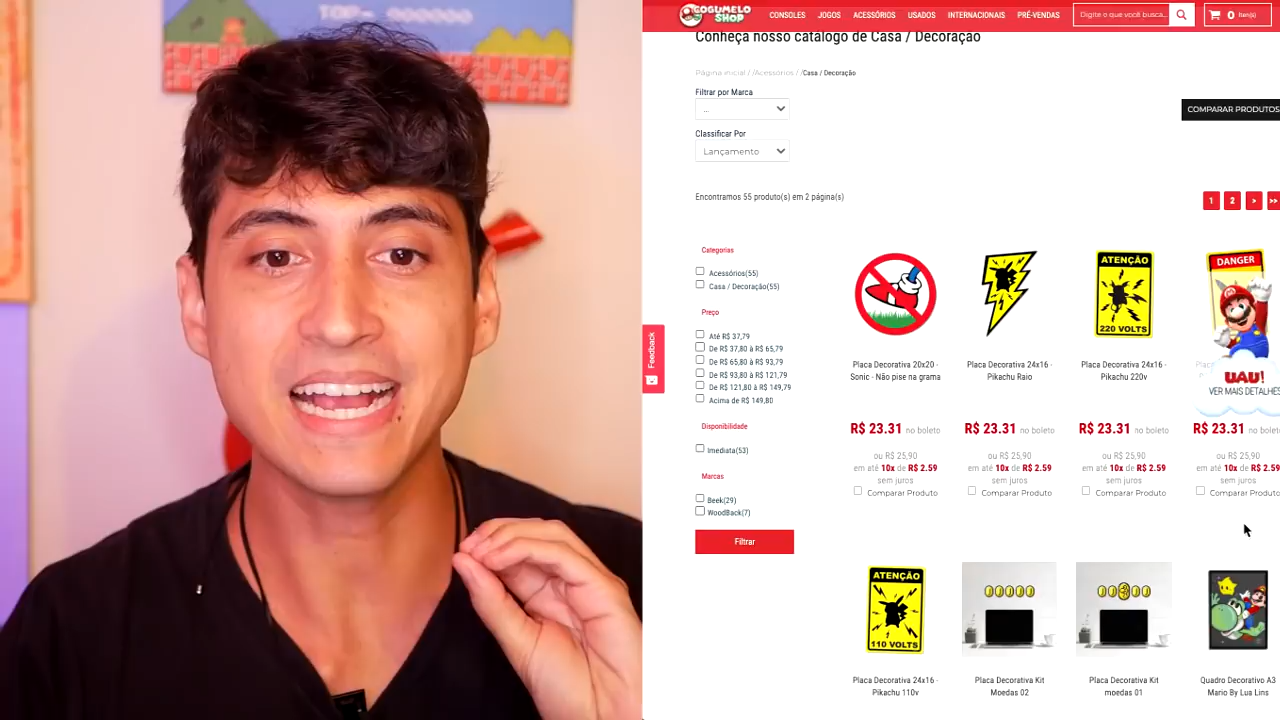 COGUMELO
SHOP
CONSOLES JOGOS ACESSÓRIOS USADOS INTERNACIONAIS PRÉ-VENDAS
Digite o que você busca...
0 Item(s)
Conheça nosso catálogo de Casa / Decoração
Página inicial / /Acessórios / /Casa / Decoração
Filtrar por Marca
...
COMPARAR PRODUTOS
Classificar Por
Lançamento
Encontramos 55 produto(s) em 2 página(s)
1 2 > >>
Categorias
Acessórios(55)
Casa / Decoração(55)
Preço
Até R$ 37,79
De R$ 37,80 à R$ 65,79
De R$ 65,80 à R$ 93,79
De R$ 93,80 à R$ 121,79
De R$ 121,80 à R$ 149,79
Acima de R$ 149,80
Disponibilidade
Imediata(53)
Marcas
Beek(29)
WoodBack(7)
Filtrar
Feedback
ATENÇÃO
220 VOLTS
DANGER
Placa Decorativa 20x20 -
Sonic - Não pise na grama
Placa Decorativa 24x16 -
Pikachu Raio
Placa Decorativa 24x16 -
Pikachu 220v
UAU!
VER MAIS DETALHES
R$ 23.31 no boleto
ou R$ 25,90
em até 10x de R$ 2.59
sem juros
Comparar Produto
R$ 23.31 no boleto
ou R$ 25,90
em até 10x de R$ 2.59
sem juros
Comparar Produto
R$ 23.31 no boleto
ou R$ 25,90
em até 10x de R$ 2.59
sem juros
Comparar Produto
R$ 23.31 no boleto
ou R$ 25,90
em até 10x de R$ 2.59
sem juros
Comparar Produto
ATENÇÃO
110 VOLTS
Placa Decorativa 24x16 -
Pikachu 110v
Placa Decorativa Kit
Moedas 02
Placa Decorativa Kit
moedas 01
Quadro Decorativo A3
Mario By Lua Lins